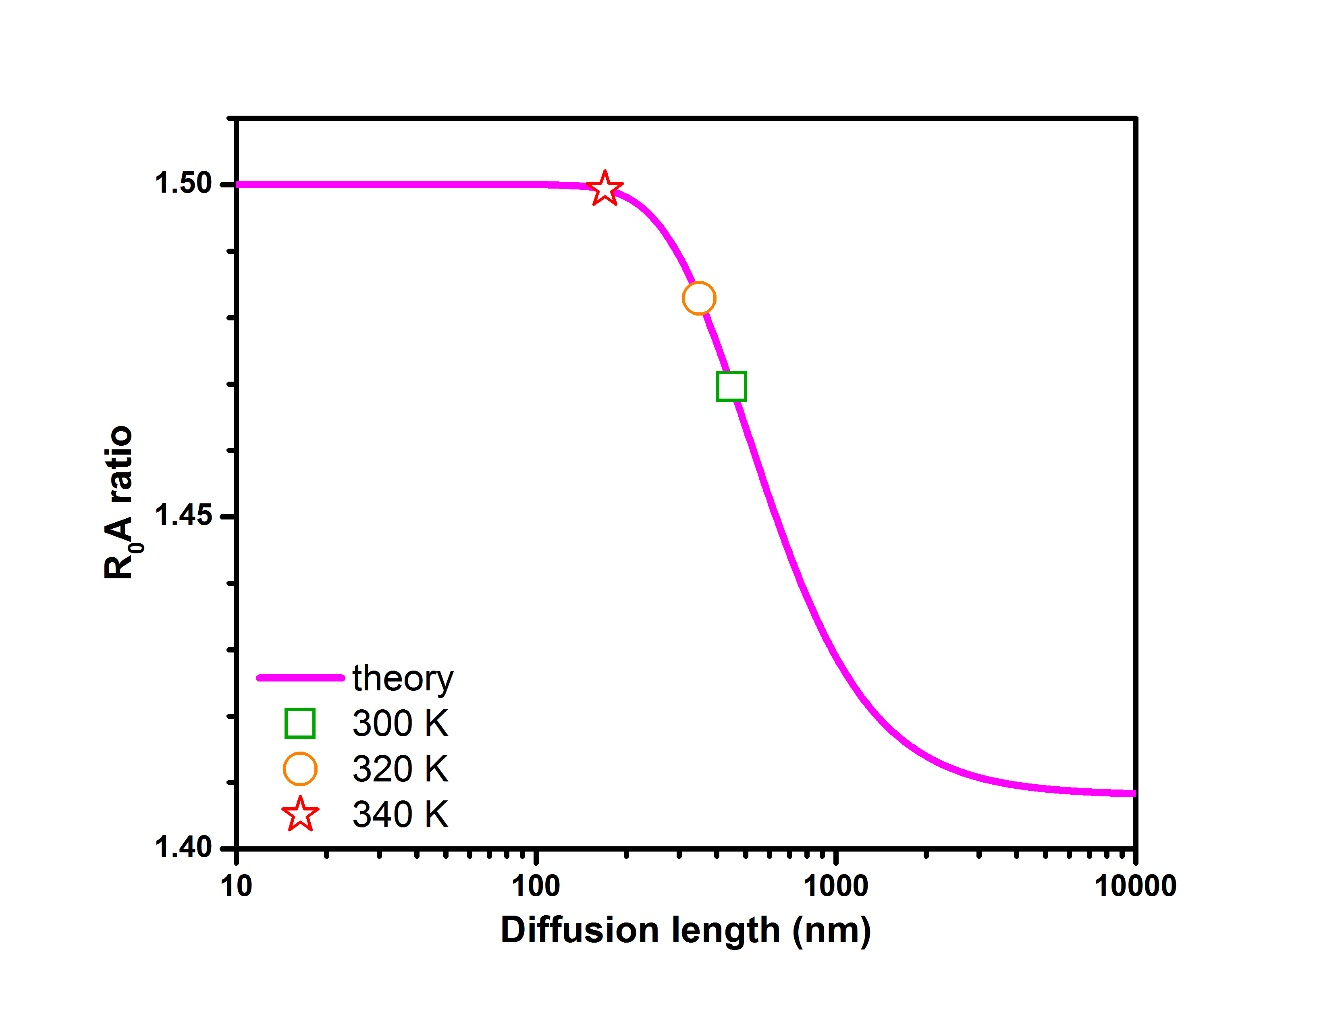 1.50
1.45
1.40
R₀A ratio
theory
300 K
320 K
340 K
10 100 1000 10000
Diffusion length (nm)